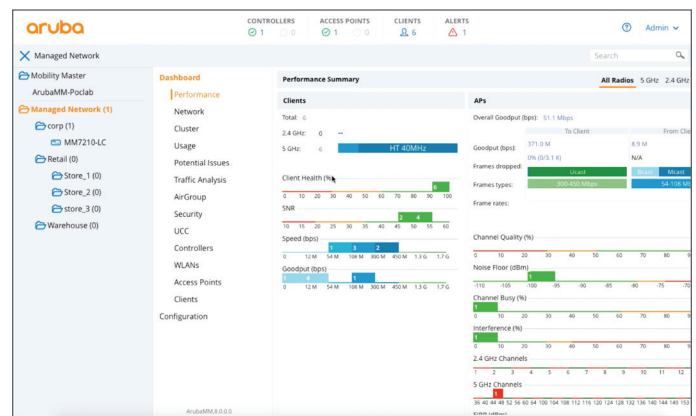 aruba
CONTROLLERS ACCESS POINTS CLIENTS ALERTS
1 0 1 0 6 1
? Admin
Managed Network
Search
Mobility Master
ArubaMM-Poclab
Managed Network (1)
corp (1)
MM7210-LC
Retail (0)
Store_1 (0)
Store_2 (0)
store_3 (0)
Warehouse (0)
Dashboard
Performance
Network
Cluster
Usage
Potential Issues
Traffic Analysis
AirGroup
Security
UCC
Controllers
WLANs
Access Points
Clients
Configuration
ArubaMM,8.0.0.0
Performance Summary
All Radios 5 GHz 2.4 GHz
Clients
Total: 6
2.4 GHz: 0 --
5 GHz: 6 HT 40MHz
Client Health (%)
6
0 10 20 30 40 50 60 70 80 90 100
SNR
2 4
10 15 20 25 30 35 40 45 50 55 60
Speed (bps)
1 3 2
0 12 M 54 M 108 M 300 M 450 M 1.3 G 1.7 G
Goodput (bps)
1
0 12 M 54 M 108 M 300 M 450 M 1.3 G 1.7 G
APs
Overall Goodput (bps): 51.1 Mbps
To Client From Clie
Goodput (bps): 371.0 M 8.9 M
Frames dropped: 0% (0/3.1 K) N/A
Frames types: Ucast Bcast Mcast
Frame rates: 300-450 Mbps 54-108 Mb
Channel Quality (%)
0 10 20 30 40 50 60 70 80 9
Noise Floor (dBm)
1
-110 -105 -100 -95 -90 -85 -80 -75 -70
Channel Busy (%)
1
0 10 20 30 40 50 60 70 80 9
Interference (%)
1
0 10 20 30 40 50 60 70 80 9
2.4 GHz Channels
1 2 3 4 5 6 7 8 9 10 11 12
5 GHz Channels
1
36 40 44 48 52 56 60 64 100 104 108 112 116 120 124 128 132 136 140 144 149 153
EIRP (dBm)